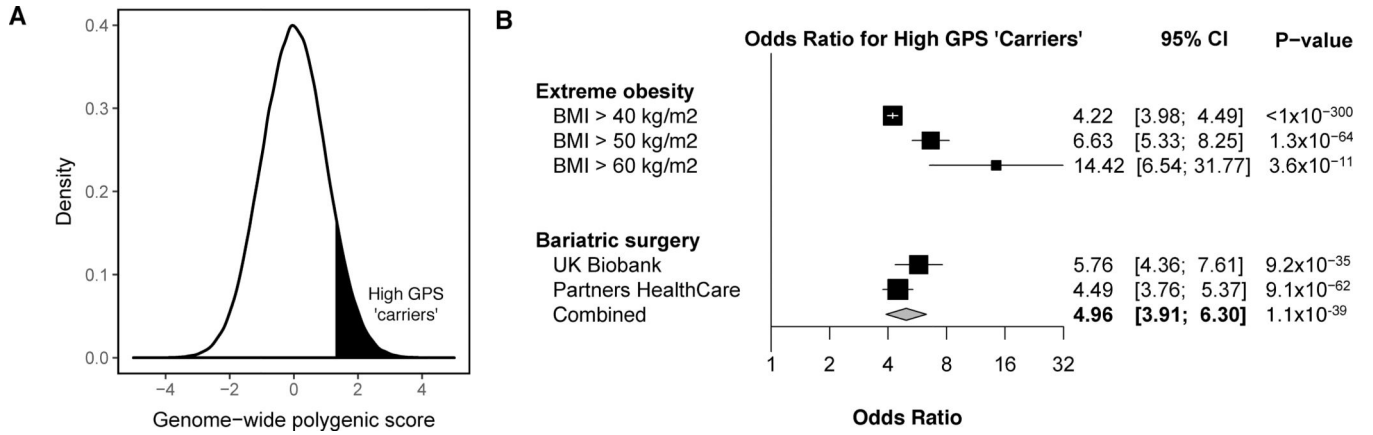 A
0.4
0.3
0.2
0.1
0.0
Density
High GPS
'carriers'
−4 −2 0 2 4
Genome−wide polygenic score
B
Odds Ratio for High GPS 'Carriers' 95% CI P−value
Extreme obesity
BMI > 40 kg/m2 4.22 [3.98; 4.49] <1x10⁻³⁰⁰
BMI > 50 kg/m2 6.63 [5.33; 8.25] 1.3x10⁻⁶⁴
BMI > 60 kg/m2 14.42 [6.54; 31.77] 3.6x10⁻¹¹
Bariatric surgery
UK Biobank 5.76 [4.36; 7.61] 9.2x10⁻³⁵
Partners HealthCare 4.49 [3.76; 5.37] 9.1x10⁻⁶²
Combined 4.96 [3.91; 6.30] 1.1x10⁻³⁹
1 2 4 8 16 32
Odds Ratio